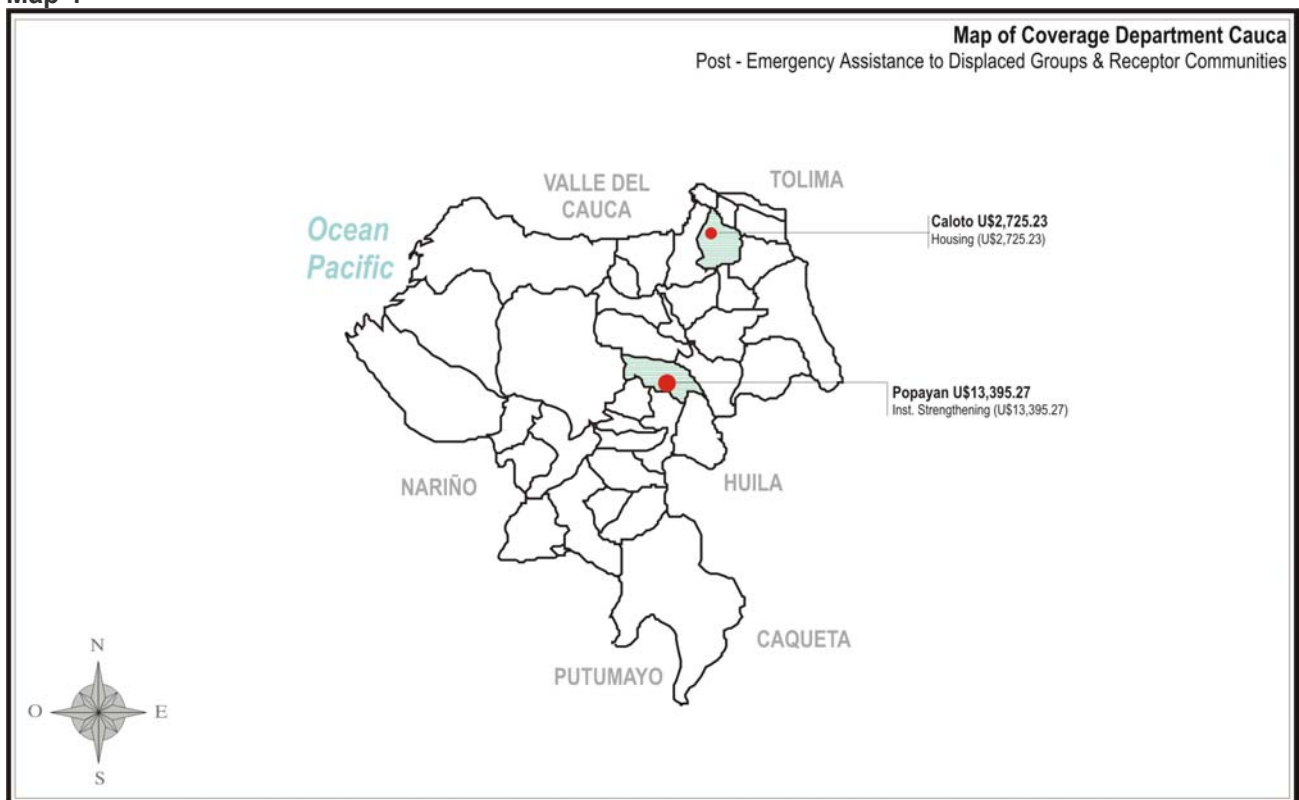 Map of Coverage Department Cauca
Post - Emergency Assistance to Displaced Groups & Receptor Communities
VALLE DEL
CAUCA
TOLIMA
Ocean
Pacific
Caloto U$2,725.23
Housing (U$2,725.23)
Popayan U$13,395.27
Inst. Strengthening (U$13,395.27)
NARIÑO
HUILA
CAQUETA
PUTUMAYO
N
O
E
S